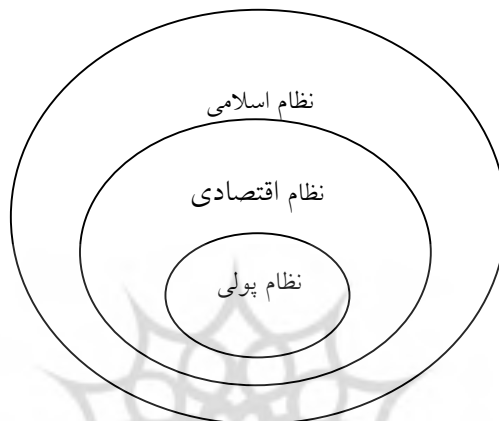 نظام اسلامی
نظام اقتصادی
نظام پولی